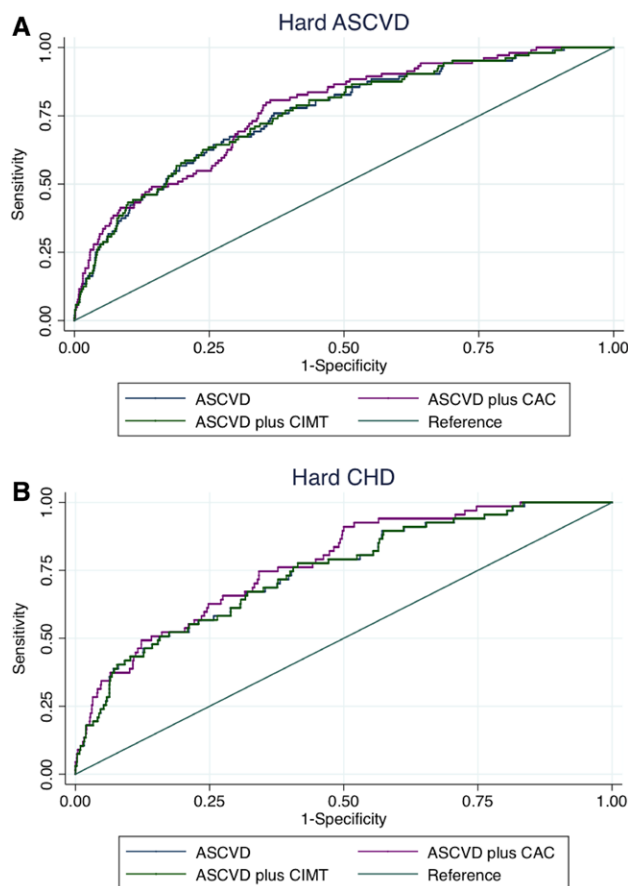 A
Hard ASCVD
Sensitivity
1.00
0.75
0.50
0.25
0.00
0.00 0.25 0.50 0.75 1.00
1-Specificity
ASCVD ASCVD plus CAC
ASCVD plus CIMT Reference
B
Hard CHD
Sensitivity
1.00
0.75
0.50
0.25
0.00
0.00 0.25 0.50 0.75 1.00
1-Specificity
ASCVD ASCVD plus CAC
ASCVD plus CIMT Reference